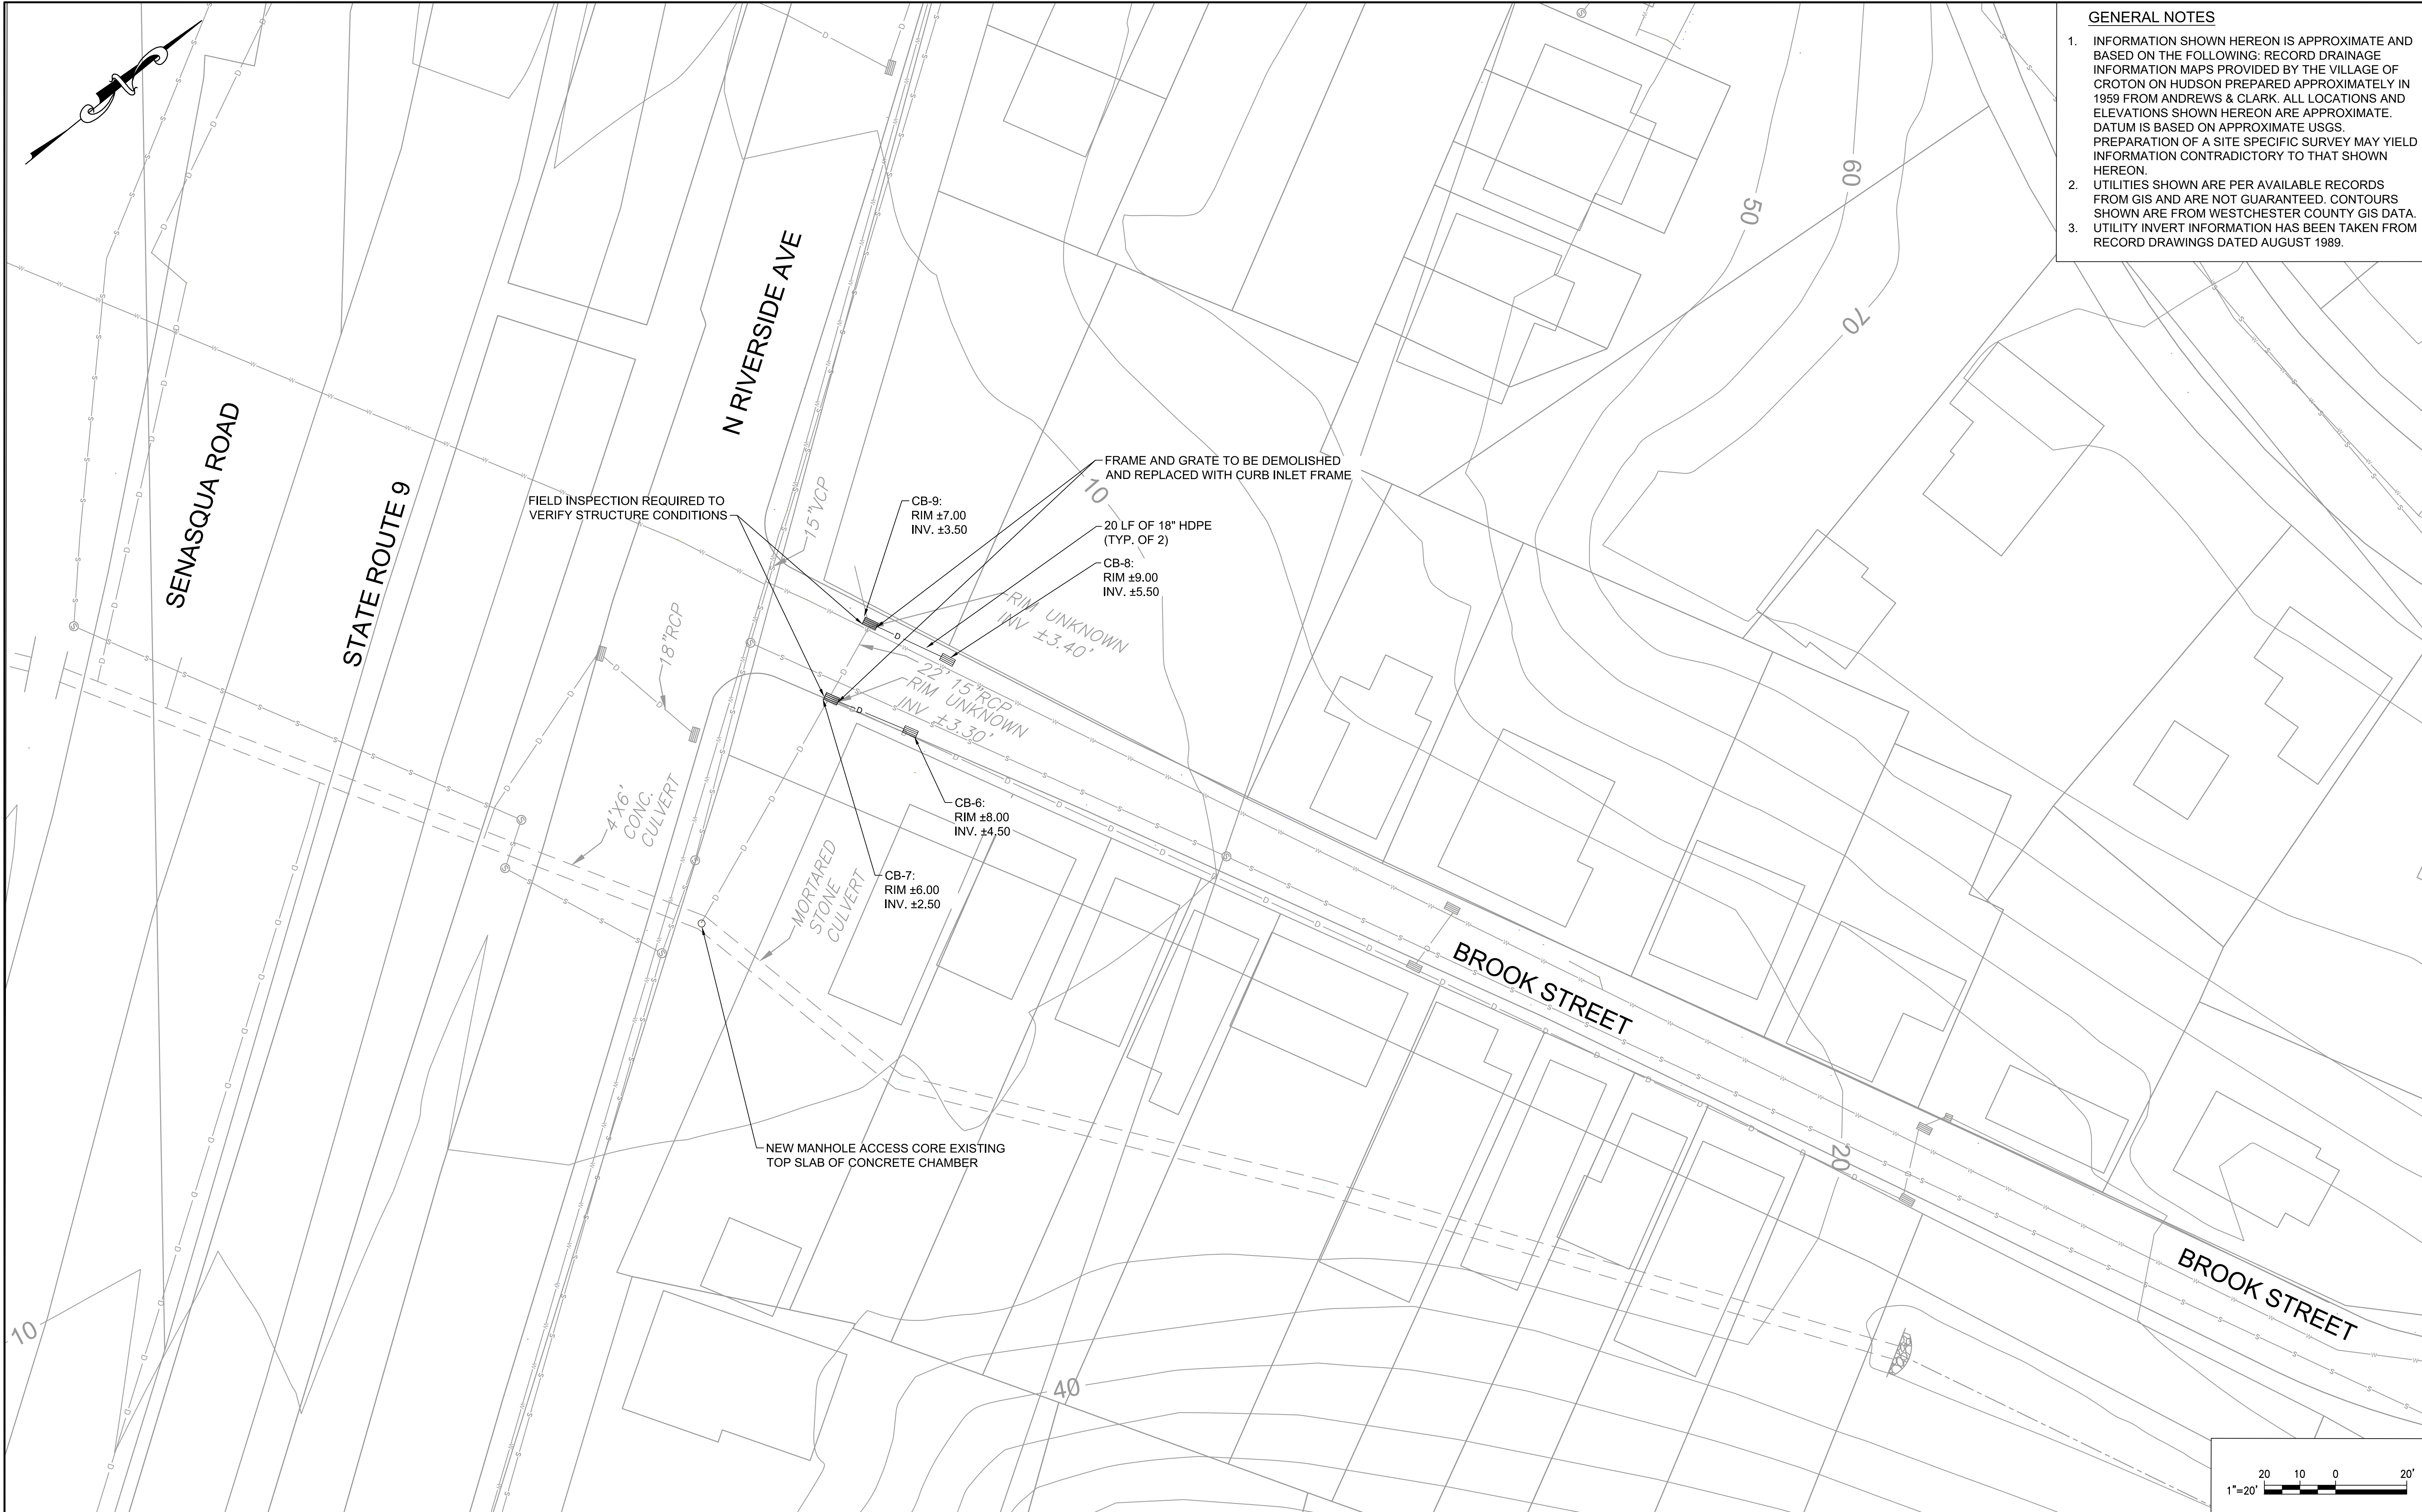 GENERAL NOTES
1. INFORMATION SHOWN HEREON IS APPROXIMATE AND
BASED ON THE FOLLOWING: RECORD DRAINAGE
INFORMATION MAPS PROVIDED BY THE VILLAGE OF
CROTON ON HUDSON PREPARED APPROXIMATELY IN
1959 FROM ANDREWS & CLARK. ALL LOCATIONS AND
ELEVATIONS SHOWN HEREON ARE APPROXIMATE.
DATUM IS BASED ON APPROXIMATE USGS.
PREPARATION OF A SITE SPECIFIC SURVEY MAY YIELD
INFORMATION CONTRADICTORY TO THAT SHOWN
HEREON.
2. UTILITIES SHOWN ARE PER AVAILABLE RECORDS
FROM GIS AND ARE NOT GUARANTEED. CONTOURS
SHOWN ARE FROM WESTCHESTER COUNTY GIS DATA.
3. UTILITY INVERT INFORMATION HAS BEEN TAKEN FROM
RECORD DRAWINGS DATED AUGUST 1989.
50
60
70
N RIVERSIDE AVE
SENASQUA ROAD
STATE ROUTE 9
FIELD INSPECTION REQUIRED TO
VERIFY STRUCTURE CONDITIONS
15"VCP
CB-9:
RIM ±7.00
INV. ±3.50
FRAME AND GRATE TO BE DEMOLISHED
AND REPLACED WITH CURB INLET FRAME
10
20 LF OF 18" HDPE
(TYP. OF 2)
CB-8:
RIM ±9.00
INV. ±5.50
RIM UNKNOWN
INV ±3.40'
18"RCP
22' 15"RCP
RIM UNKNOWN
INV ±3.30'
4'X6'
CONC.
CULVERT
CB-6:
RIM ±8.00
INV. ±4.50
MORTARED
STONE
CULVERT
CB-7:
RIM ±6.00
INV. ±2.50
BROOK STREET
NEW MANHOLE ACCESS CORE EXISTING
TOP SLAB OF CONCRETE CHAMBER
20
BROOK STREET
10
40
20 10 0 20'
1"=20'